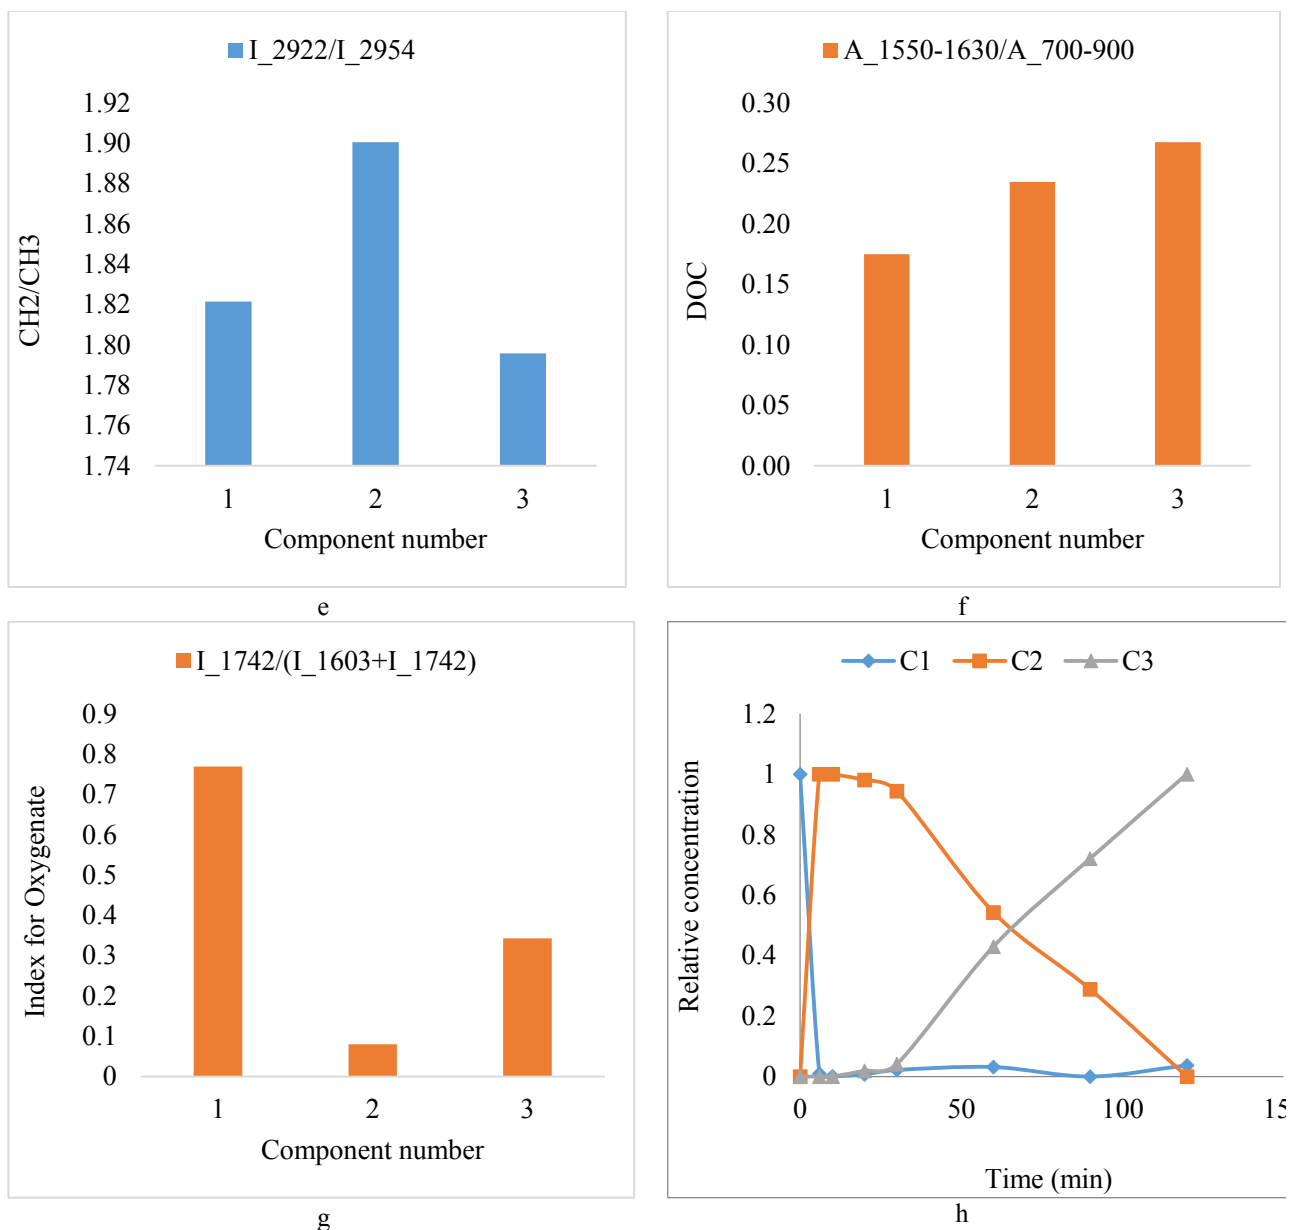 I_2922/I_2954
1.92
1.90
1.88
1.86
1.84
1.82
1.80
1.78
1.76
1.74
CH2/CH3
1 2 3
Component number
e
A_1550-1630/A_700-900
0.30
0.25
0.20
0.15
0.10
0.05
0.00
DOC
1 2 3
Component number
f
I_1742/(I_1603+I_1742)
0.9
0.8
0.7
0.6
0.5
0.4
0.3
0.2
0.1
0
Index for Oxygenate
1 2 3
Component number
g
C1 C2 C3
1.2
1
0.8
0.6
0.4
0.2
0
Relative concentration
0 50 100 15
Time (min)
h